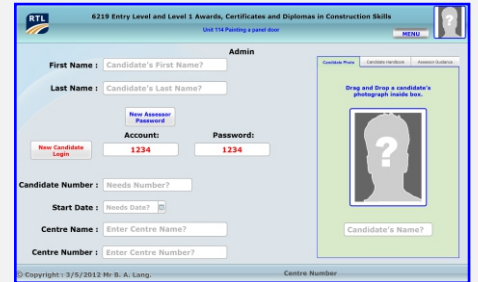 RTL
6219 Entry Level and Level 1 Awards, Certificates and Diplomas in Construction Skills
Unit 114 Painting a panel door
MENU
Admin
First Name : Candidate's First Name?
Last Name : Candidate's Last Name?
New Assessor
Password
Account: Password:
New Candidate
Login
1234 1234
Candidate Number : Needs Number?
Start Date : Needs Date?
Centre Name : Enter Centre Name?
Centre Number : Enter Centre Number?
Candidate Photo Candidate Handbook Assessor Guidance
Drag and Drop a candidate's
photograph inside box.
?
Candidate's Name?
© Copyright : 3/5/2012 Mr B. A. Lang. Centre Number